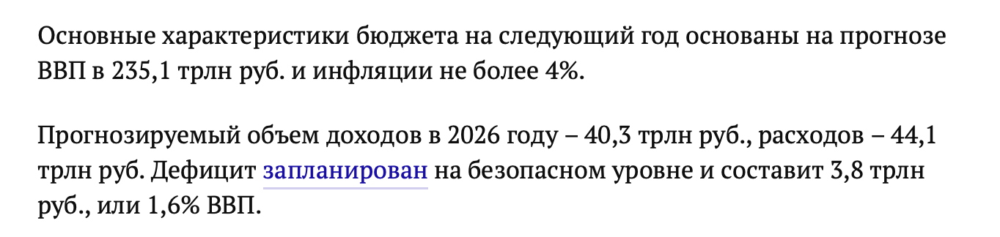 Основные характеристики бюджета на следующий год основаны на прогнозе
ВВП в 235,1 трлн руб. и инфляции не более 4%.
Прогнозируемый объем доходов в 2026 году – 40,3 трлн руб., расходов – 44,1
трлн руб. Дефицит запланирован на безопасном уровне и составит 3,8 трлн
руб., или 1,6% ВВП.